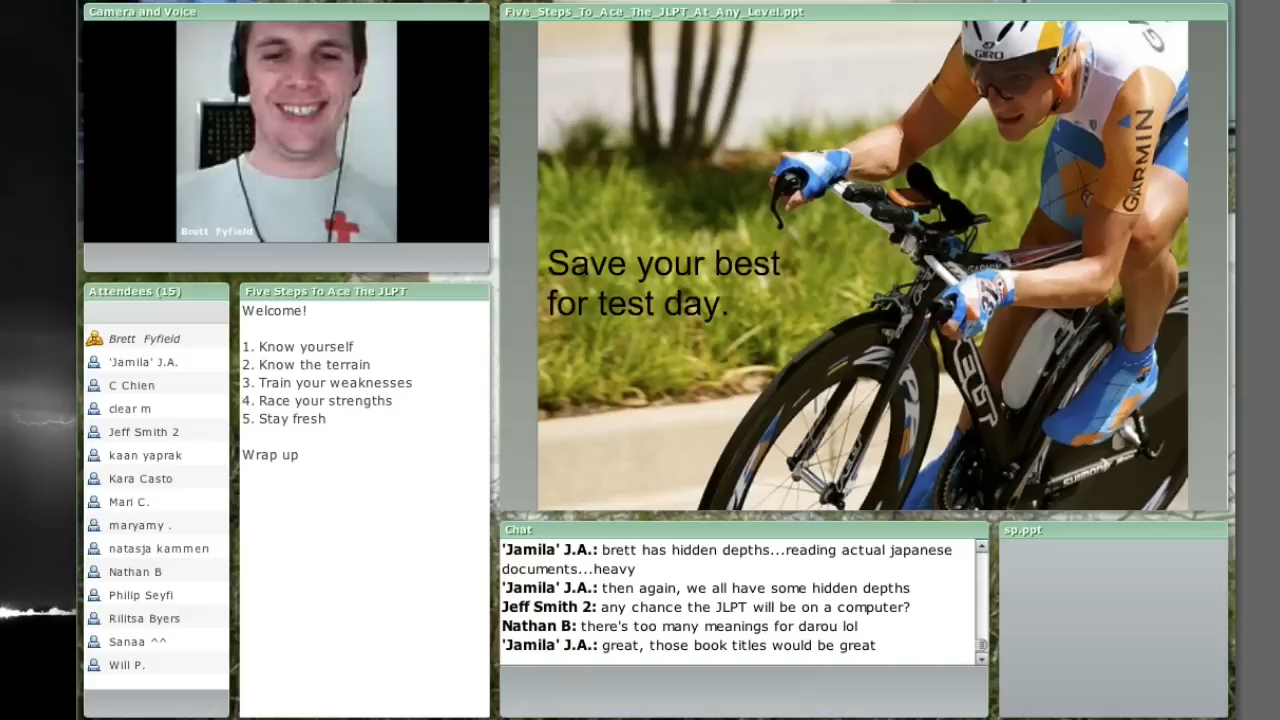 Camera and Voice
Brett Fyfield
Attendees (15)
Brett Fyfield
'Jamila' J.A.
C Chien
clear m
Jeff Smith 2
kaan yaprak
Kara Casto
Mari C.
maryamy .
natasja kammen
Nathan B
Philip Seyfi
Rilitsa Byers
Sanaa ^^
Will P.
Five Steps To Ace The JLPT
Welcome!
1. Know yourself
2. Know the terrain
3. Train your weaknesses
4. Race your strengths
5. Stay fresh
Wrap up
Five_Steps_To_Ace_The_JLPT_At_Any_Level.ppt
GIRO
GARMIN
Save your best
for test day.
FELT
SHIMANO
Chat
'Jamila' J.A.: brett has hidden depths...reading actual japanese
documents...heavy
'Jamila' J.A.: then again, we all have some hidden depths
Jeff Smith 2: any chance the JLPT will be on a computer?
Nathan B: there's too many meanings for darou lol
'Jamila' J.A.: great, those book titles would be great
sp.ppt